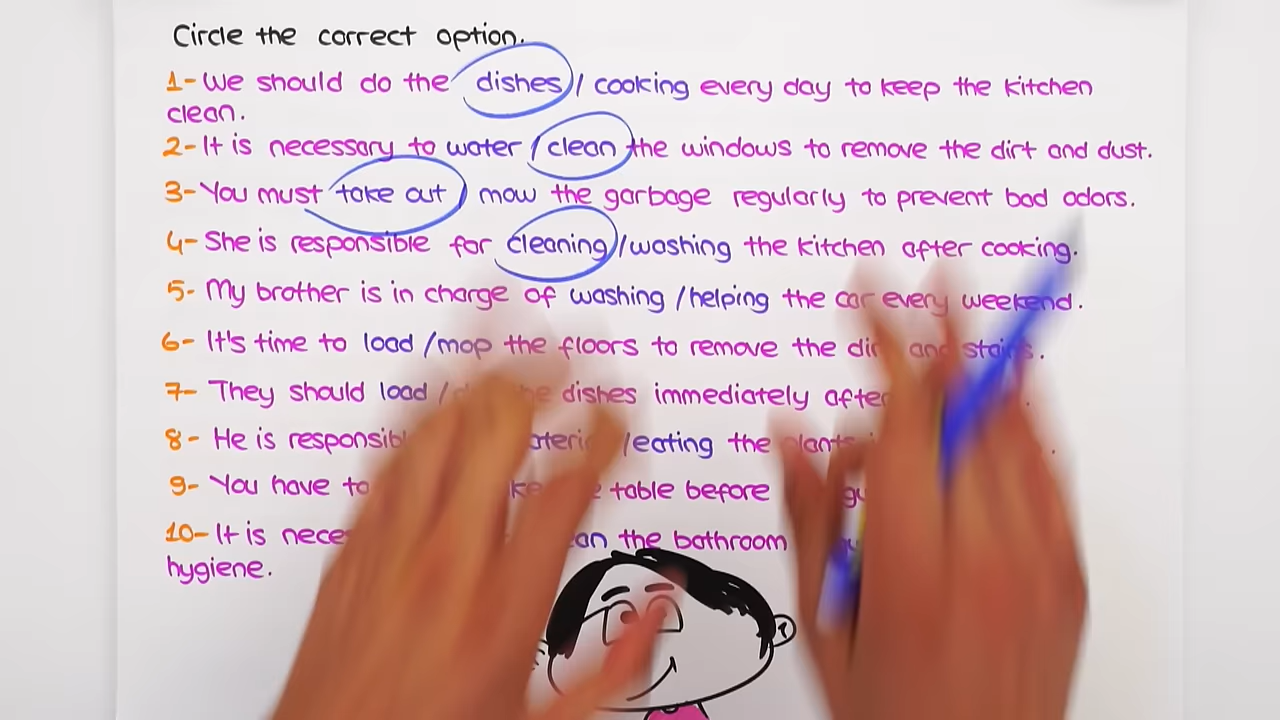 Circle the correct option.
1- We should do the dishes / cooking every day to keep the kitchen
clean.
2- It is necessary to water / clean the windows to remove the dirt and dust.
3- You must take out / mow the garbage regularly to prevent bad odors.
4- She is responsible for cleaning / washing the kitchen after cooking.
5- My brother is in charge of washing / helping the car every weekend.
6- It's time to load / mop the floors to remove the and
7- They should load / dishes immediately after
8- He is / eating the plants
9- You have to table before
10- It is the bathroom
hygiene.